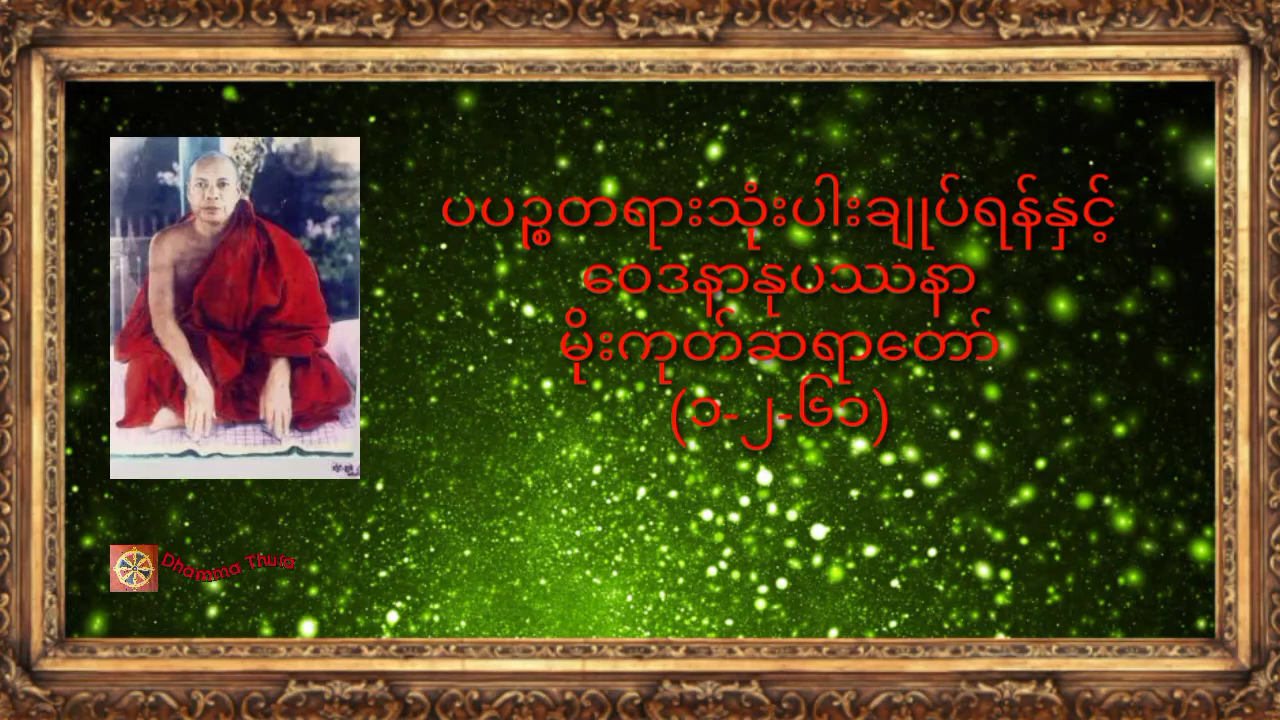 ပပဉ္စတရားသုံးပါးချုပ်ရန်နှင့်
ဝေဒနာနုပဿနာ
မိုးကုတ်ဆရာတော်
(၁-၂-၆၁)
Dhamma Thuta